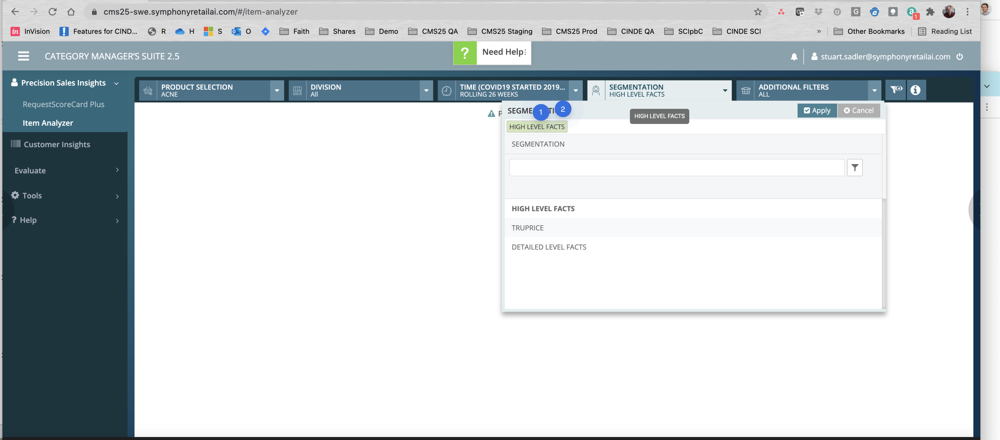 cms25-swe.symphonyretailai.com/#/item-analyzer
1
in InVision ! Features for CIND... R H S O Faith Shares Demo CMS25 QA CMS25 Staging CMS25 Prod CINDE QA SCIpbC CINDE SCI » Other Bookmarks Reading List
CATEGORY MANAGER'S SUITE 2.5
? Need Help
stuart.sadler@symphonyretailai.com
Precision Sales Insights
RequestScoreCard Plus
Item Analyzer
Customer Insights
Evaluate
Tools
? Help
PRODUCT SELECTION
ACNE
DIVISION
All
TIME (COVID19 STARTED 2019...
ROLLING 26 WEEKS
SEGMENTATION
HIGH LEVEL FACTS
ADDITIONAL FILTERS
ALL
1 2
HIGH LEVEL FACTS
Apply
Cancel
HIGH LEVEL FACTS
SEGMENTATION
HIGH LEVEL FACTS
TRUPRICE
DETAILED LEVEL FACTS